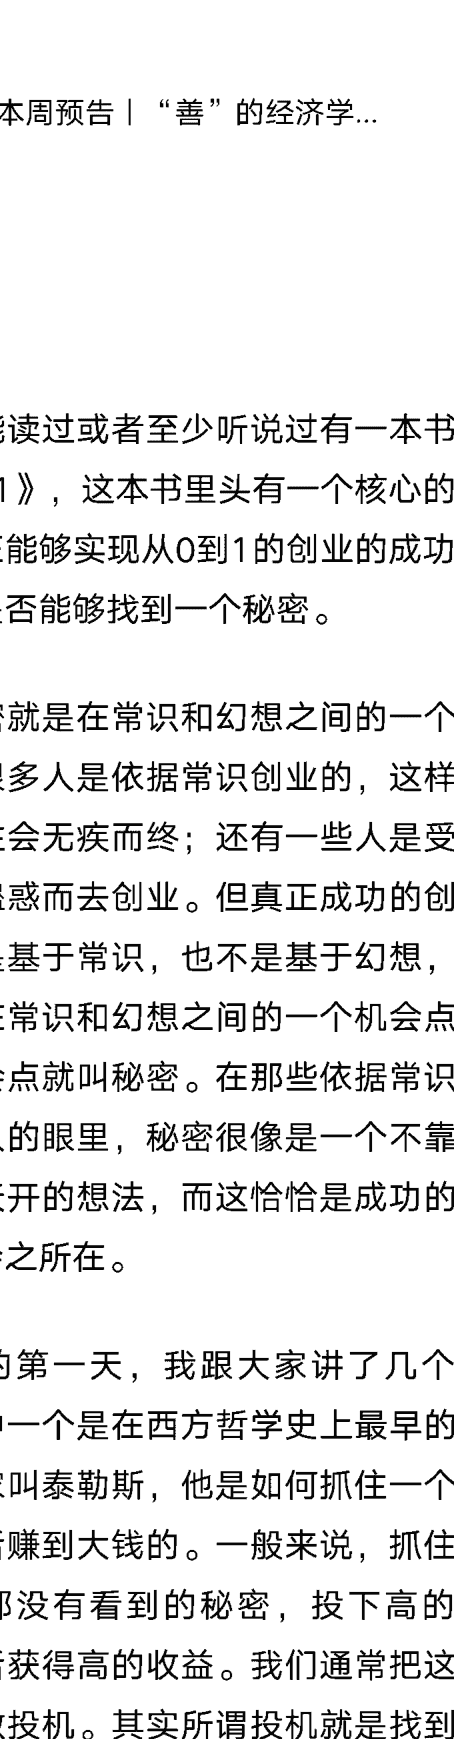 本周预告丨“善”的经济学...
读过或者至少听说过有一本书
1》，这本书里头有一个核心的
能够实现从0到1的创业的成功
否能够找到一个秘密。
就是在常识和幻想之间的一个
多人是依据常识创业的，这样
会无疾而终；还有一些人是受
惑而去创业。但真正成功的创
基于常识，也不是基于幻想，
常识和幻想之间的一个机会点
点就叫秘密。在那些依据常识
的眼里，秘密很像是一个不靠
开的想法，而这恰恰是成功的
之所在。
的第一天，我跟大家讲了几个
一个是在西方哲学史上最早的
叫泰勒斯，他是如何抓住一个
赚到大钱的。一般来说，抓住
都没有看到的秘密，投下高的
获得高的收益。我们通常把这
投机。其实所谓投机就是找到